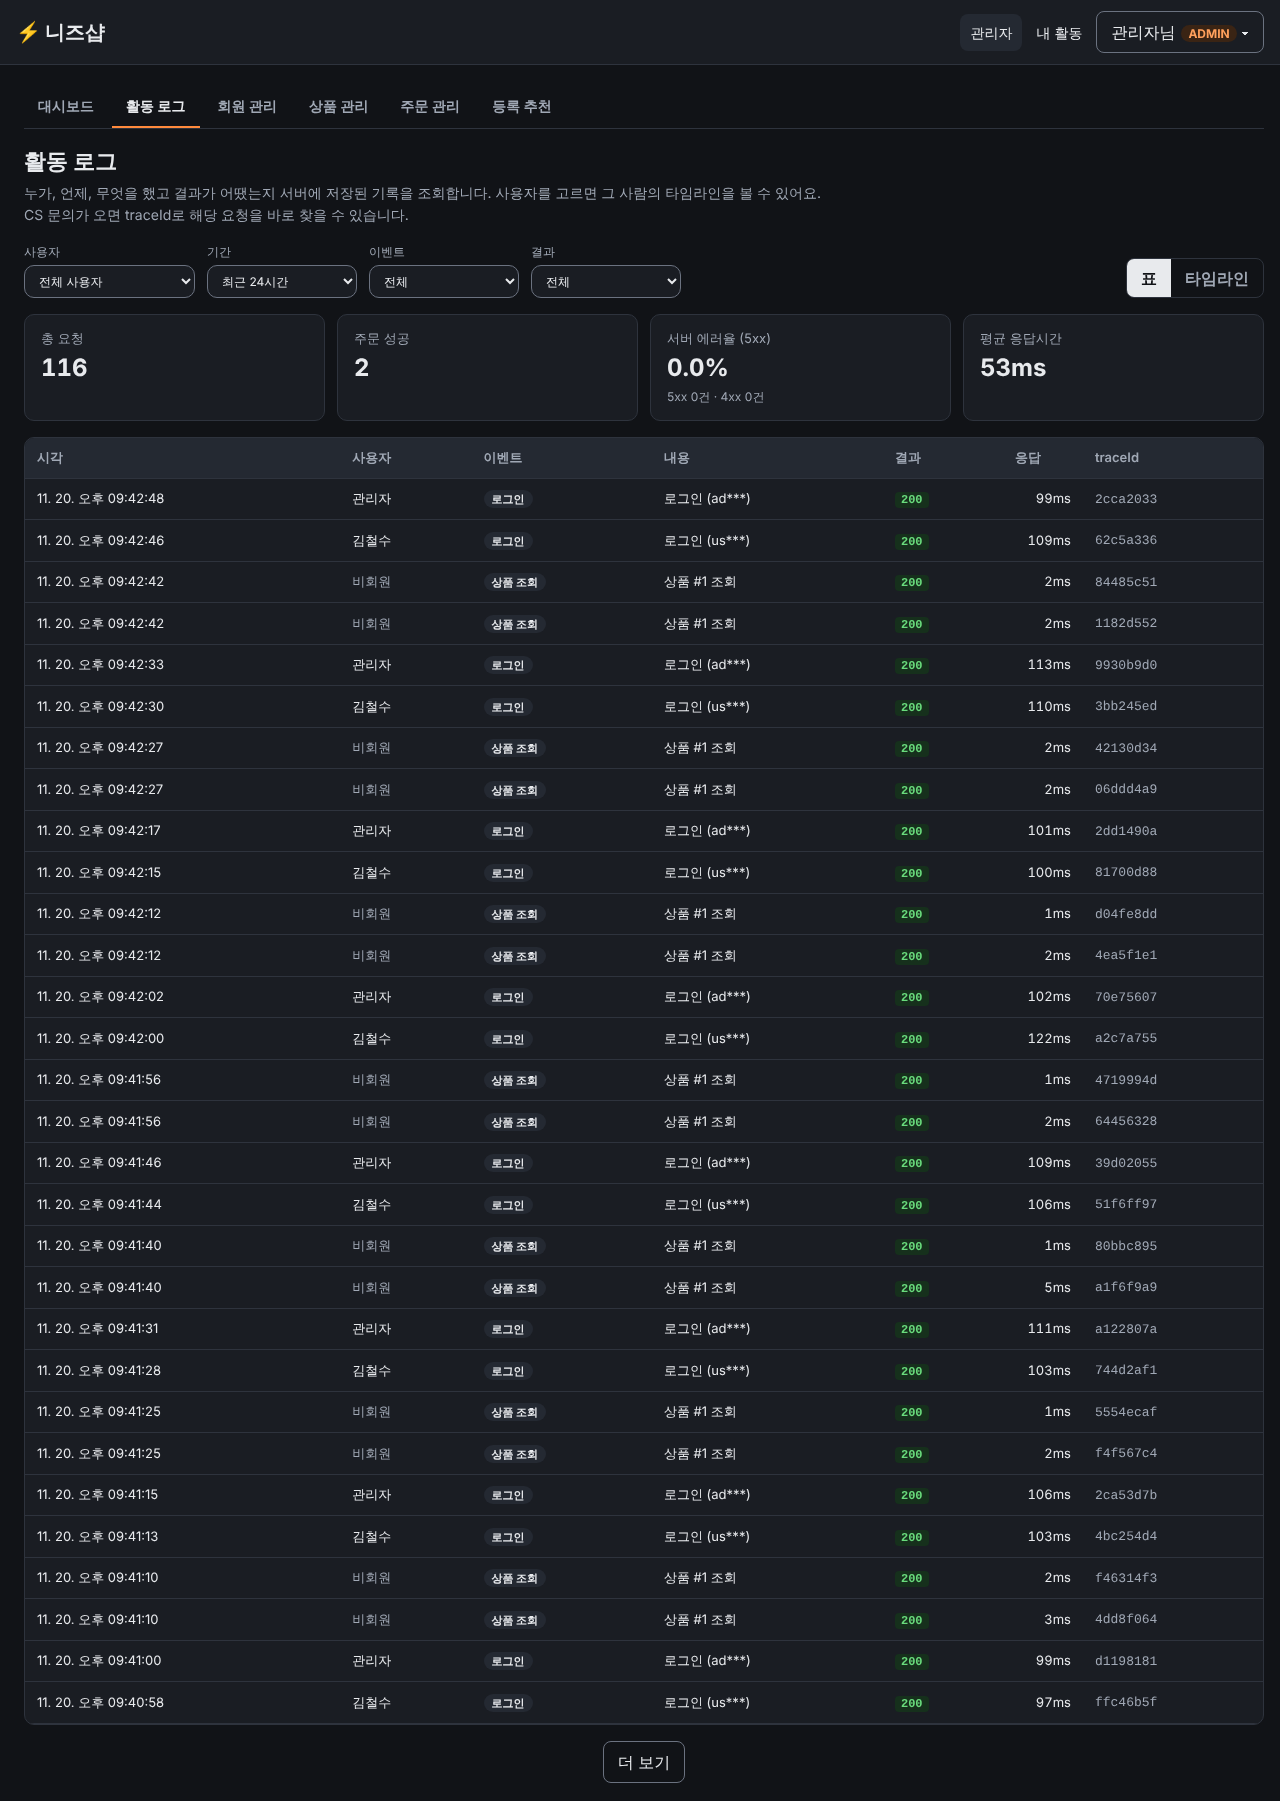 ⚡ 니즈샵
관리자 내 활동 관리자님 ADMIN
대시보드 활동 로그 회원 관리 상품 관리 주문 관리 등록 추천
활동 로그
누가, 언제, 무엇을 했고 결과가 어땠는지 서버에 저장된 기록을 조회합니다. 사용자를 고르면 그 사람의 타임라인을 볼 수 있어요.
CS 문의가 오면 traceId로 해당 요청을 바로 찾을 수 있습니다.
사용자 기간 이벤트 결과
전체 사용자 최근 24시간 전체 전체 표 타임라인
총 요청 주문 성공 서버 에러율 (5xx) 평균 응답시간
116 2 0.0% 53ms
5xx 0건 · 4xx 0건
시각 사용자 이벤트 내용 결과 응답 traceId
11. 20. 오후 09:42:48 관리자 로그인 로그인 (ad***) 200 99ms 2cca2033
11. 20. 오후 09:42:46 김철수 로그인 로그인 (us***) 200 109ms 62c5a336
11. 20. 오후 09:42:42 비회원 상품 조회 상품 #1 조회 200 2ms 84485c51
11. 20. 오후 09:42:42 비회원 상품 조회 상품 #1 조회 200 2ms 1182d552
11. 20. 오후 09:42:33 관리자 로그인 로그인 (ad***) 200 113ms 9930b9d0
11. 20. 오후 09:42:30 김철수 로그인 로그인 (us***) 200 110ms 3bb245ed
11. 20. 오후 09:42:27 비회원 상품 조회 상품 #1 조회 200 2ms 42130d34
11. 20. 오후 09:42:27 비회원 상품 조회 상품 #1 조회 200 2ms 06ddd4a9
11. 20. 오후 09:42:17 관리자 로그인 로그인 (ad***) 200 101ms 2dd1490a
11. 20. 오후 09:42:15 김철수 로그인 로그인 (us***) 200 100ms 81700d88
11. 20. 오후 09:42:12 비회원 상품 조회 상품 #1 조회 200 1ms d04fe8dd
11. 20. 오후 09:42:12 비회원 상품 조회 상품 #1 조회 200 2ms 4ea5f1e1
11. 20. 오후 09:42:02 관리자 로그인 로그인 (ad***) 200 102ms 70e75607
11. 20. 오후 09:42:00 김철수 로그인 로그인 (us***) 200 122ms a2c7a755
11. 20. 오후 09:41:56 비회원 상품 조회 상품 #1 조회 200 1ms 4719994d
11. 20. 오후 09:41:56 비회원 상품 조회 상품 #1 조회 200 2ms 64456328
11. 20. 오후 09:41:46 관리자 로그인 로그인 (ad***) 200 109ms 39d02055
11. 20. 오후 09:41:44 김철수 로그인 로그인 (us***) 200 106ms 51f6ff97
11. 20. 오후 09:41:40 비회원 상품 조회 상품 #1 조회 200 1ms 80bbc895
11. 20. 오후 09:41:40 비회원 상품 조회 상품 #1 조회 200 5ms a1f6f9a9
11. 20. 오후 09:41:31 관리자 로그인 로그인 (ad***) 200 111ms a122807a
11. 20. 오후 09:41:28 김철수 로그인 로그인 (us***) 200 103ms 744d2af1
11. 20. 오후 09:41:25 비회원 상품 조회 상품 #1 조회 200 1ms 5554ecaf
11. 20. 오후 09:41:25 비회원 상품 조회 상품 #1 조회 200 2ms f4f567c4
11. 20. 오후 09:41:15 관리자 로그인 로그인 (ad***) 200 106ms 2ca53d7b
11. 20. 오후 09:41:13 김철수 로그인 로그인 (us***) 200 103ms 4bc254d4
11. 20. 오후 09:41:10 비회원 상품 조회 상품 #1 조회 200 2ms f46314f3
11. 20. 오후 09:41:10 비회원 상품 조회 상품 #1 조회 200 3ms 4dd8f064
11. 20. 오후 09:41:00 관리자 로그인 로그인 (ad***) 200 99ms d1198181
11. 20. 오후 09:40:58 김철수 로그인 로그인 (us***) 200 97ms ffc46b5f
더 보기